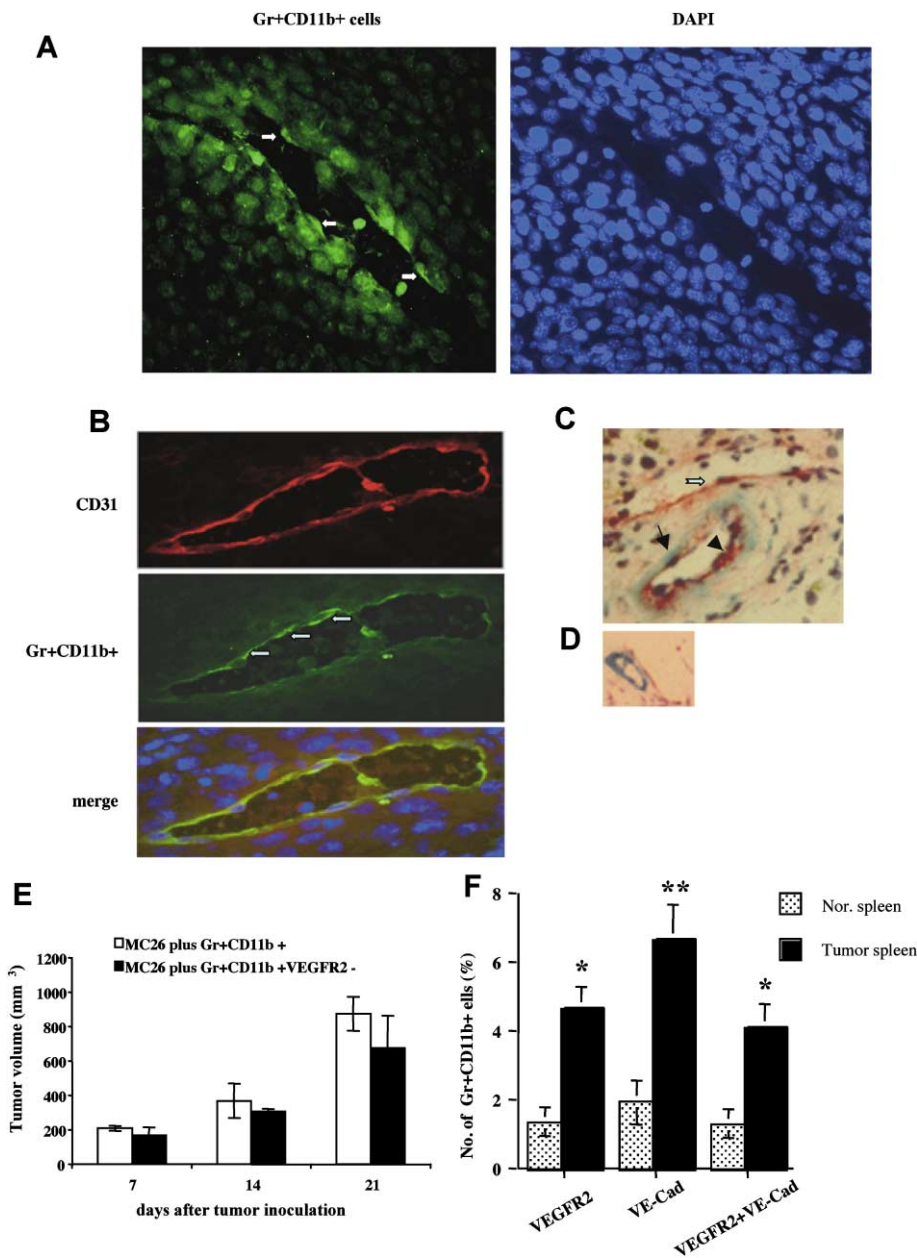 Gr+CD11b+ cells
DAPI
A
B
CD31
Gr+CD11b+
merge
C
D
E
MC26 plus Gr+CD11b +
MC26 plus Gr+CD11b +VEGFR2 -
Tumor volume (mm 3)
1200
1000
800
600
400
200
0
7
14
21
days after tumor inoculation
F
Nor. spleen
Tumor spleen
No. of Gr+CD11b+ ells (%)
8
6
4
2
0
*
**
*
VEGFR2
VE-Cad
VEGFR2+VE-Cad